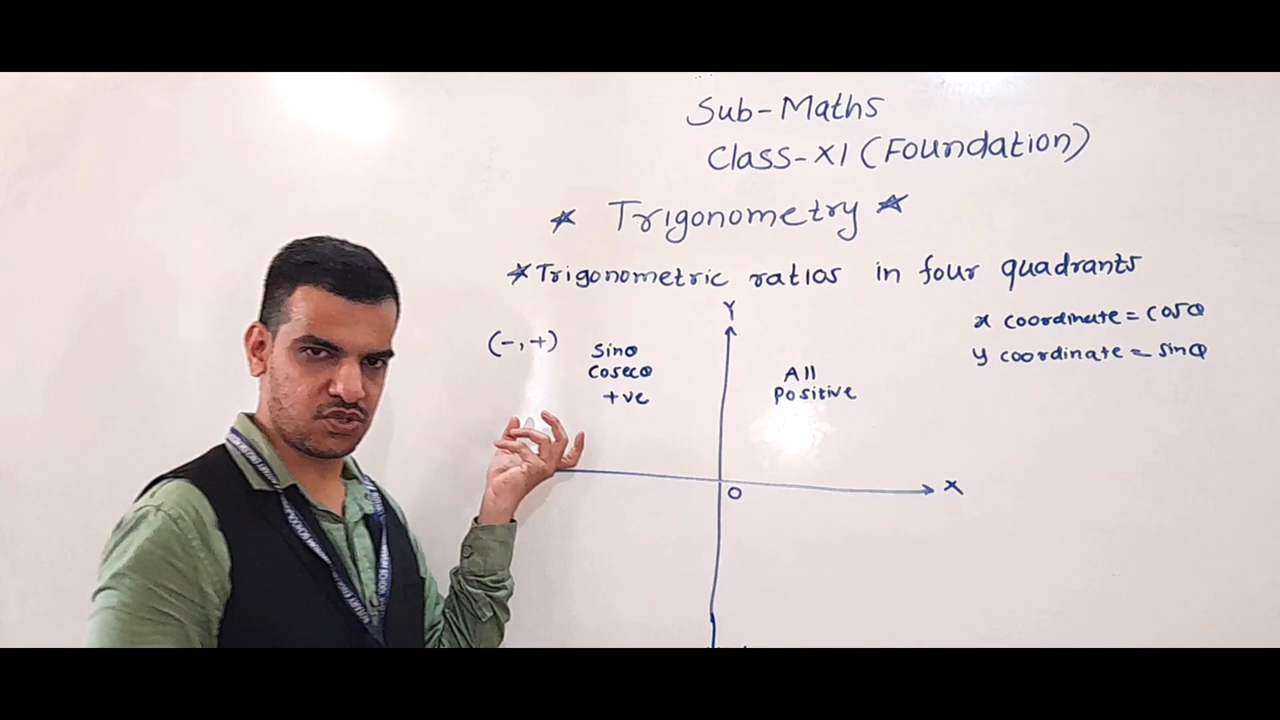 Sub-Maths
Class-XI (Foundation)
* Trigonometry *
*Trigonometric ratios in four quadrants
Y
x coordinate = cosθ
y coordinate = sinθ
(-,+)
Sinθ
Cosecθ
+ve
All
Positive
X
O